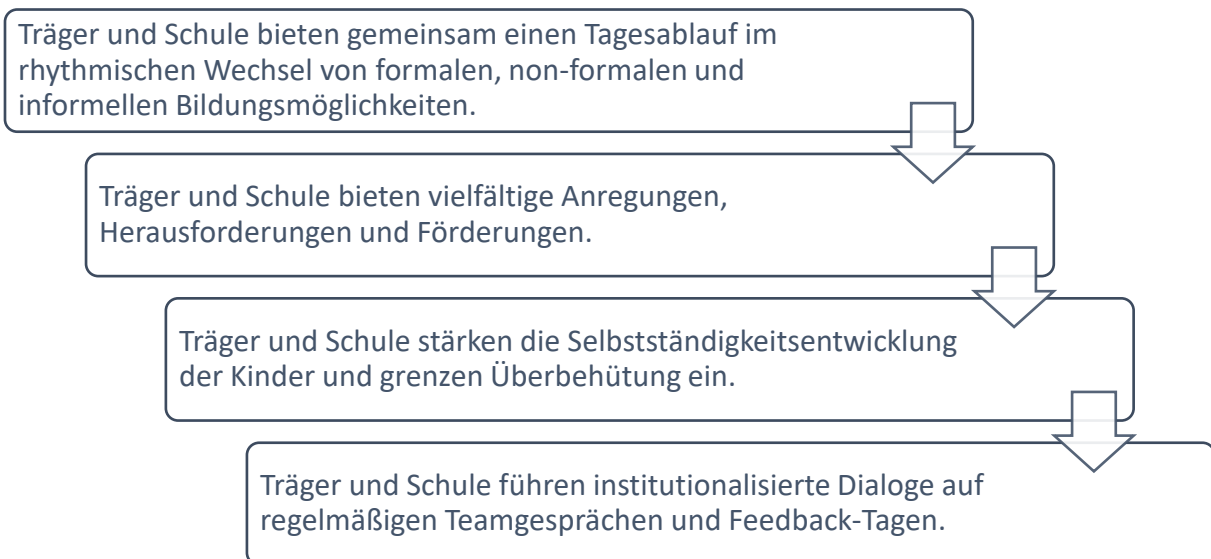 Träger und Schule bieten gemeinsam einen Tagesablauf im
rhythmischen Wechsel von formalen, non-formalen und
informellen Bildungsmöglichkeiten.
Träger und Schule bieten vielfältige Anregungen,
Herausforderungen und Förderungen.
Träger und Schule stärken die Selbstständigkeitsentwicklung
der Kinder und grenzen Überbehütung ein.
Träger und Schule führen institutionalisierte Dialoge auf
regelmäßigen Teamgesprächen und Feedback-Tagen.